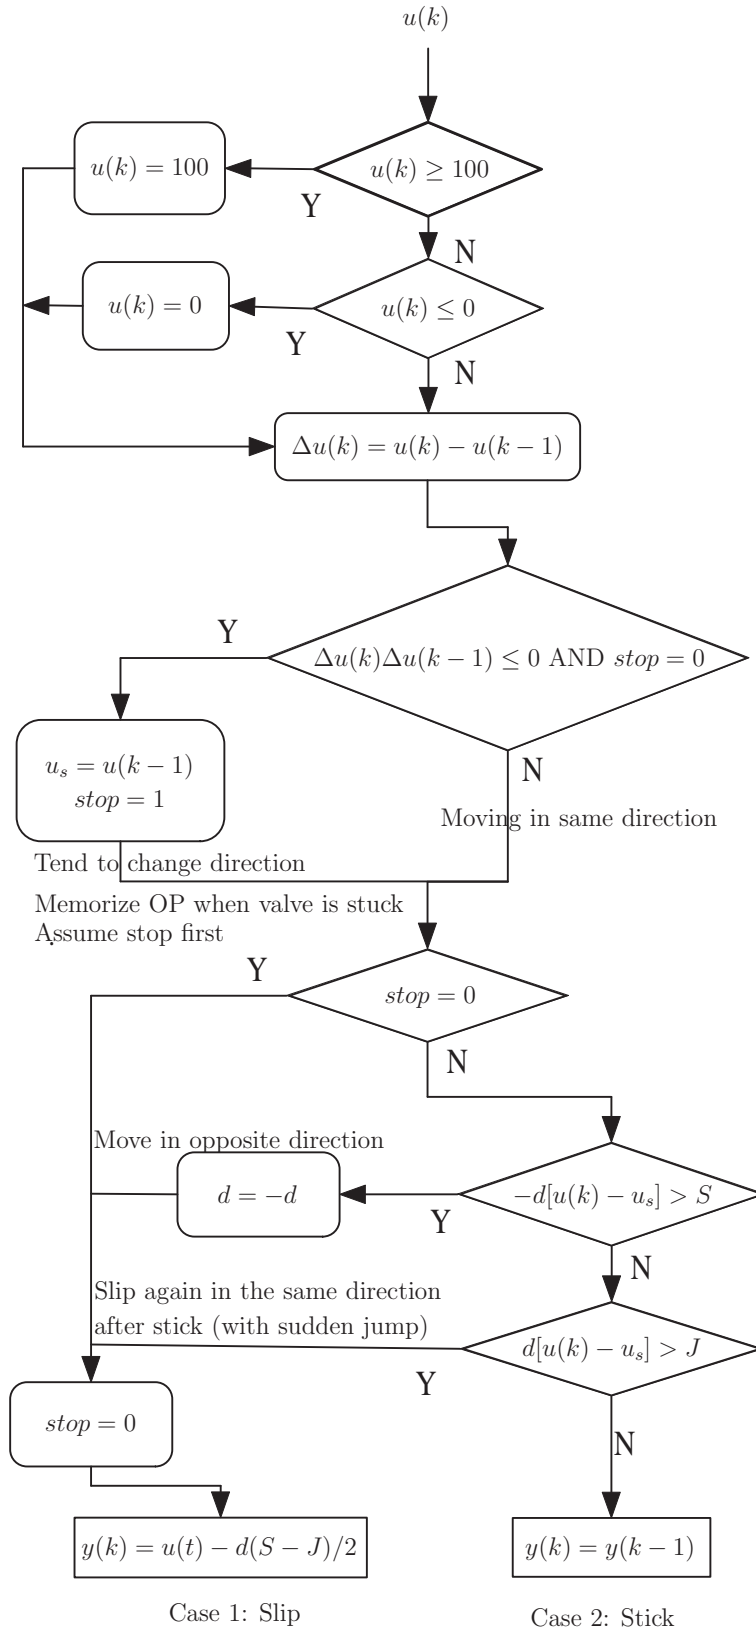 u(k)
u(k) ≥ 100
u(k) = 100
Y
N
u(k) ≤ 0
u(k) = 0
Y
N
Δu(k) = u(k) − u(k − 1)
Y
Δu(k)Δu(k − 1) ≤ 0 AND stop = 0
u_s = u(k − 1)
stop = 1
N
Moving in same direction
Tend to change direction
Memorize OP when valve is stuck
Assume stop first
Y
stop = 0
N
Move in opposite direction
d = −d
−d[u(k) − u_s] > S
Y
N
Slip again in the same direction
after stick (with sudden jump)
d[u(k) − u_s] > J
Y
stop = 0
N
y(k) = u(t) − d(S − J)/2
y(k) = y(k − 1)
Case 1: Slip
Case 2: Stick